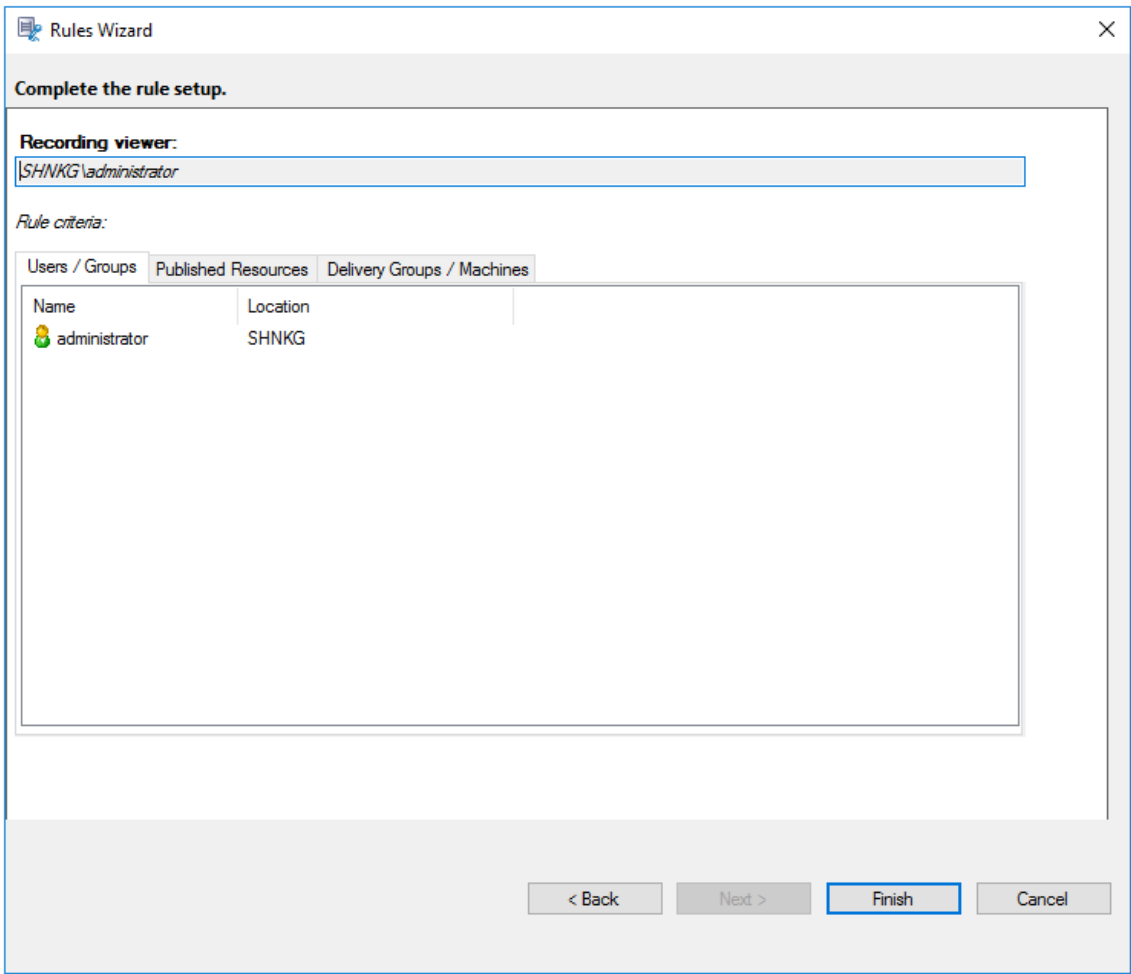 Rules Wizard
Complete the rule setup.
Recording viewer:
SHNKG\administrator
Rule criteria:
Users / Groups Published Resources Delivery Groups / Machines
Name Location
administrator SHNKG
< Back Next > Finish Cancel